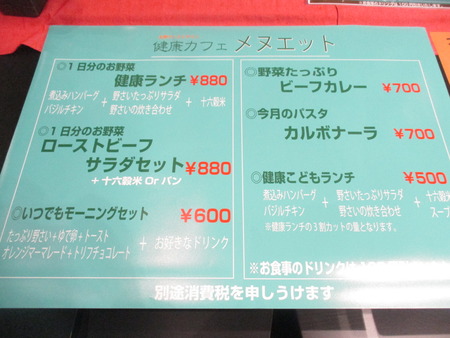 健康カフェ メヌエット
◎1日分のお野菜
健康ランチ ¥880
煮込みハンバーグ + 野さいたっぷりサラダ + 十六穀米
バジルチキン 野さいの炊き合わせ
◎1日分のお野菜
ローストビーフ
サラダセット ¥880
+十六穀米 Or パン
◎いつでもモーニングセット ¥600
たっぷり野さい+ゆで卵+トースト + お好きなドリンク
オレンジマーマレード+トリフチョコレート
◎野菜たっぷり
ビーフカレー ¥700
◎今月のパスタ
カルボナーラ ¥700
◎健康こどもランチ ¥500
煮込みハンバーグ + 野さいたっぷりサラダ + 十六穀
バジルチキン 野さいの炊き合わせ スープ
※健康ランチの3割カットの量となります。
※お食事のドリンクは
別途消費税を申しうけます